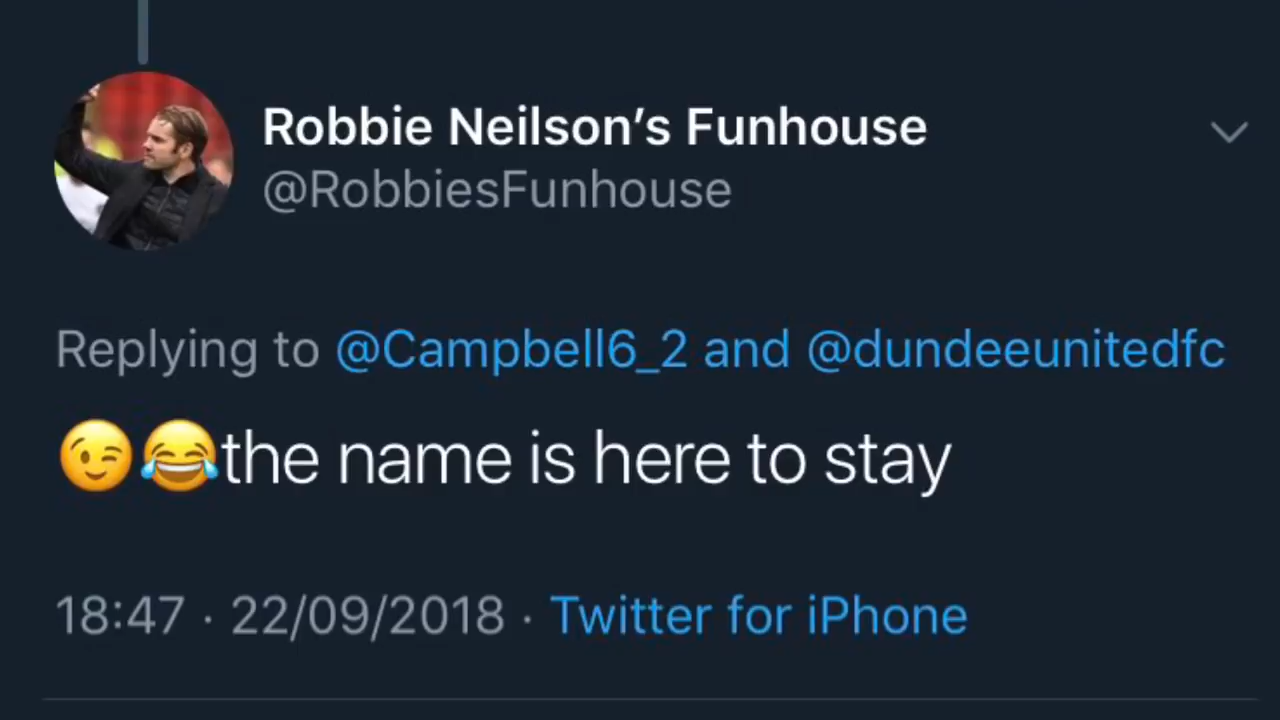 Robbie Neilson’s Funhouse
@RobbiesFunhouse
Replying to @Campbell6_2 and @dundeeunitedfc
😉😂the name is here to stay
18:47 · 22/09/2018 · Twitter for iPhone